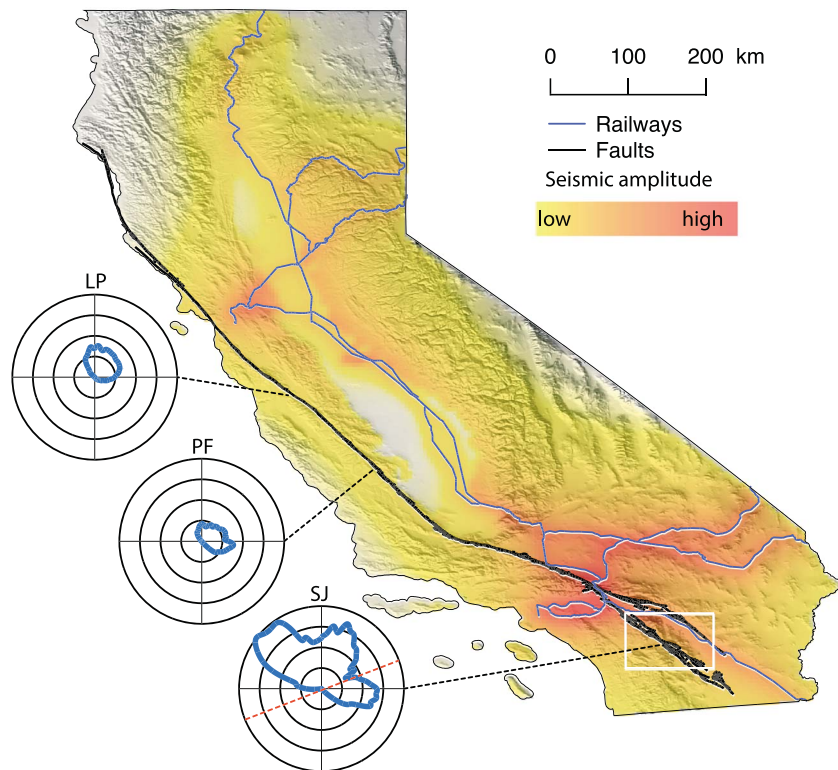 0 100 200 km
Railways
Faults
Seismic amplitude
low high
LP
PF
SJ